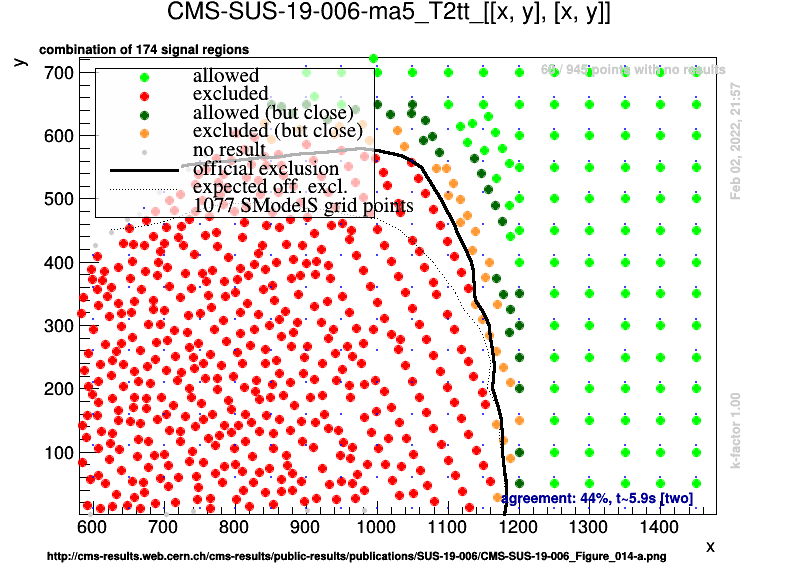 CMS-SUS-19-006-ma5_T2tt_[[x, y], [x, y]]
combination of 174 signal regions
y
60 / 945 points with no results
allowed
excluded
allowed (but close)
excluded (but close)
no result
official exclusion
expected off. excl.
1077 SModelS grid points
700
600
500
400
300
200
100
Feb 02, 2022, 21:57
k-factor 1.00
agreement: 44%, t~5.9s [two]
600 700 800 900 1000 1100 1200 1300 1400
x
http://cms-results.web.cern.ch/cms-results/public-results/publications/SUS-19-006/CMS-SUS-19-006_Figure_014-a.png